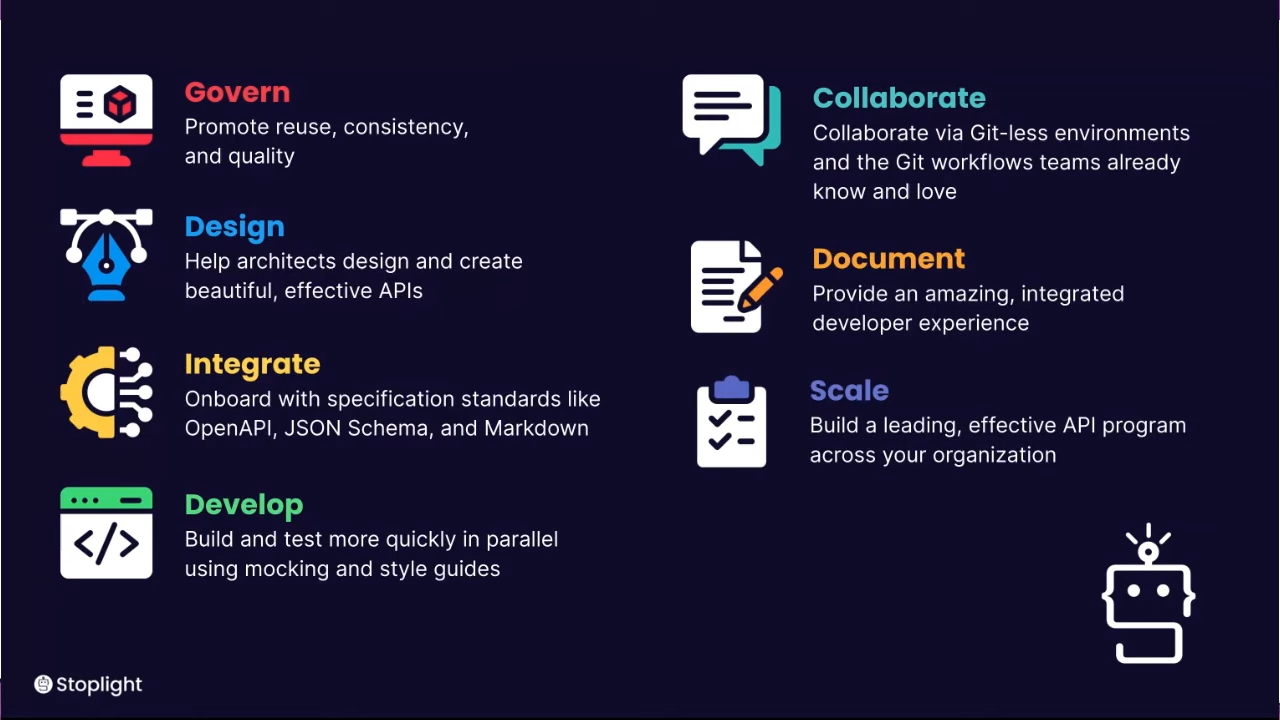 Govern
Promote reuse, consistency,
and quality
Design
Help architects design and create
beautiful, effective APIs
Integrate
Onboard with specification standards like
OpenAPI, JSON Schema, and Markdown
Develop
Build and test more quickly in parallel
using mocking and style guides
Collaborate
Collaborate via Git-less environments
and the Git workflows teams already
know and love
Document
Provide an amazing, integrated
developer experience
Scale
Build a leading, effective API program
across your organization
Stoplight